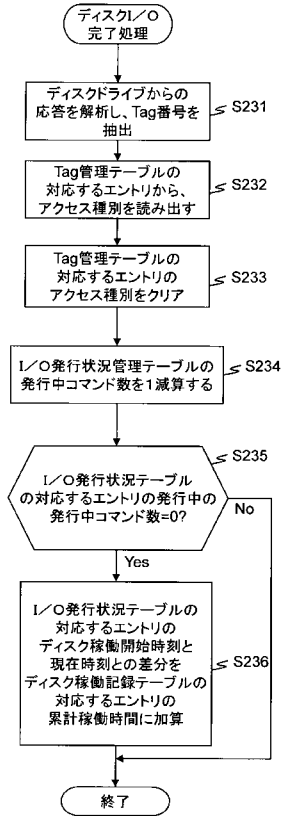 ディスクI/O
完了処理
ディスクドライブからの
応答を解析し、Tag番号を
抽出
S231
Tag管理テーブルの
対応するエントリから、
アクセス種別を読み出す
S232
Tag管理テーブルの
対応するエントリの
アクセス種別をクリア
S233
I/O発行状況管理テーブルの
発行中コマンド数を1減算する
S234
I/O発行状況テーブル
の対応するエントリの発行中の
発行中コマンド数=0?
S235
No
Yes
I/O発行状況テーブルの
対応するエントリの
ディスク稼働開始時刻と
現在時刻との差分を
ディスク稼働記録テーブルの
対応するエントリの
累計稼働時間に加算
S236
終了